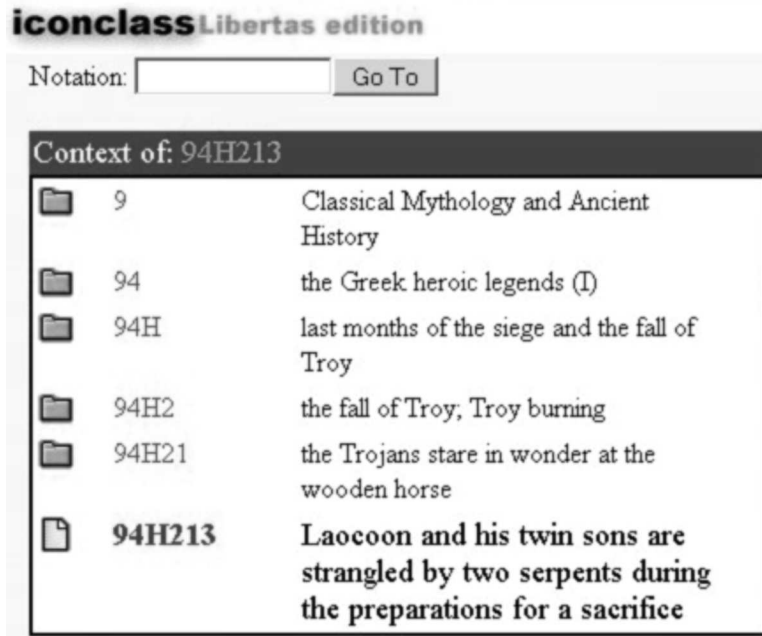 iconclass Libertas edition
Notation: Go To
Context of: 94H213
9 Classical Mythology and Ancient
History
94 the Greek heroic legends (I)
94H last months of the siege and the fall of
Troy
94H2 the fall of Troy; Troy burning
94H21 the Trojans stare in wonder at the
wooden horse
94H213 Laocoon and his twin sons are
strangled by two serpents during
the preparations for a sacrifice